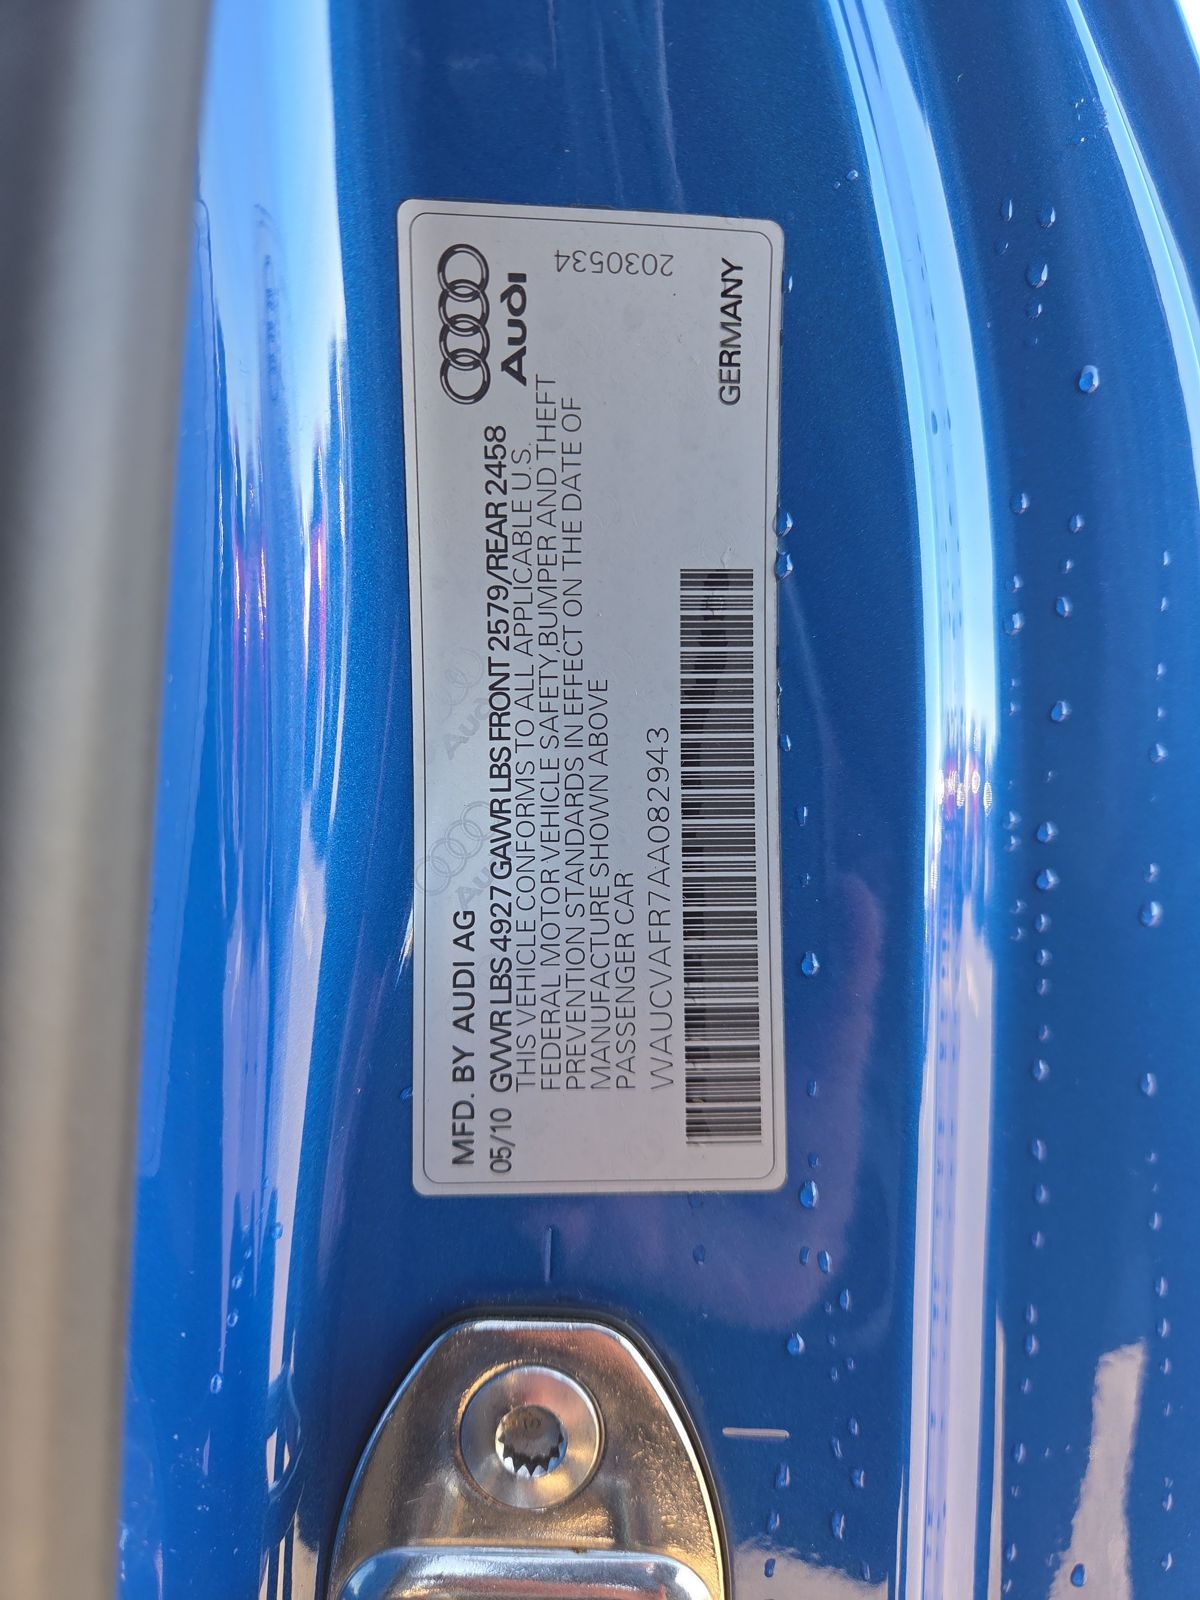 MFD. BY AUDI AG
05/10 GVWR LBS 4927 GAWR LBS FRONT 2579/REAR 2458
THIS VEHICLE CONFORMS TO ALL APPLICABLE U.S.
FEDERAL MOTOR VEHICLE SAFETY, BUMPER AND THEFT
PREVENTION STANDARDS IN EFFECT ON THE DATE OF
MANUFACTURE SHOWN ABOVE
PASSENGER CAR
WAUCVAFR7AA082943
Audi
2030534
GERMANY
Audi
Audi